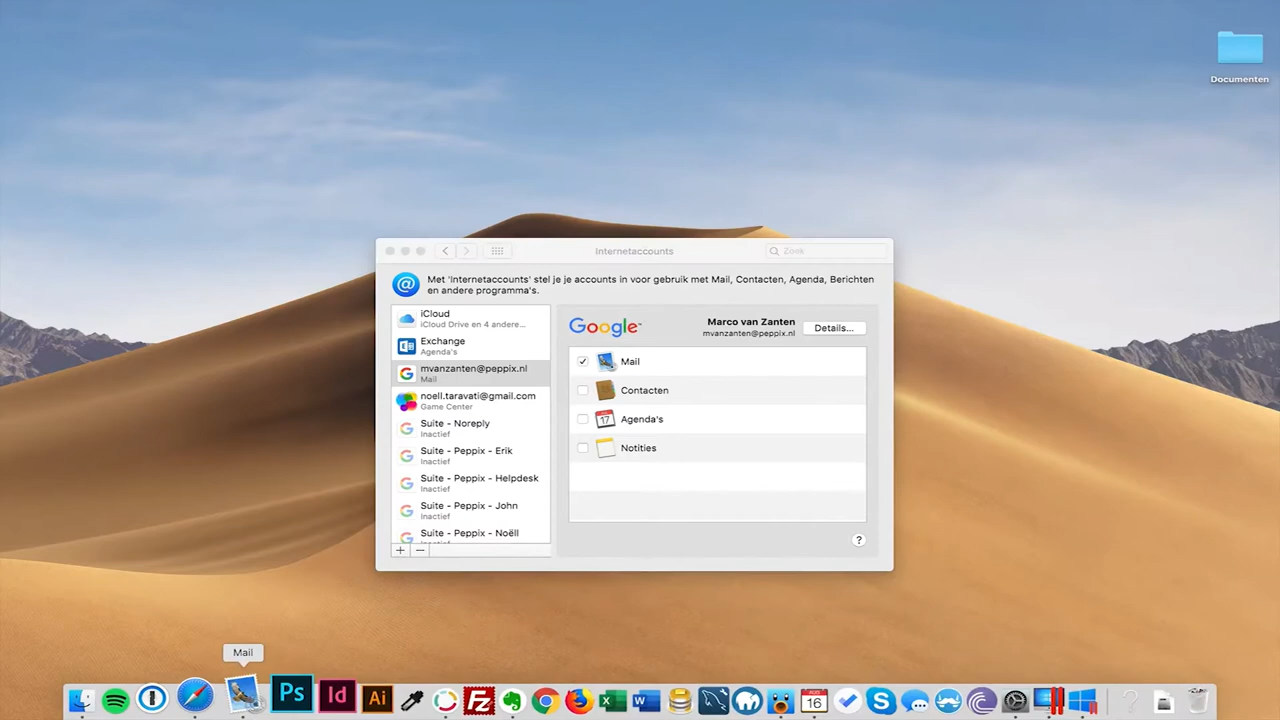 Documenten
Internetaccounts
Zoek
Met 'Internetaccounts' stel je je accounts in voor gebruik met Mail, Contacten, Agenda, Berichten
en andere programma's.
iCloud
iCloud Drive en 4 andere...
Exchange
Agenda's
mvanzanten@peppix.nl
Mail
noell.taravati@gmail.com
Game Center
Suite - Noreply
Inactief
Suite - Peppix - Erik
Inactief
Suite - Peppix - Helpdesk
Inactief
Suite - Peppix - John
Inactief
Suite - Peppix - Noëll
Google
Marco van Zanten
mvanzanten@peppix.nl
Details...
Mail
Contacten
17
Agenda's
Notities
?
Mail
Ps
Id
Ai
Fz
16